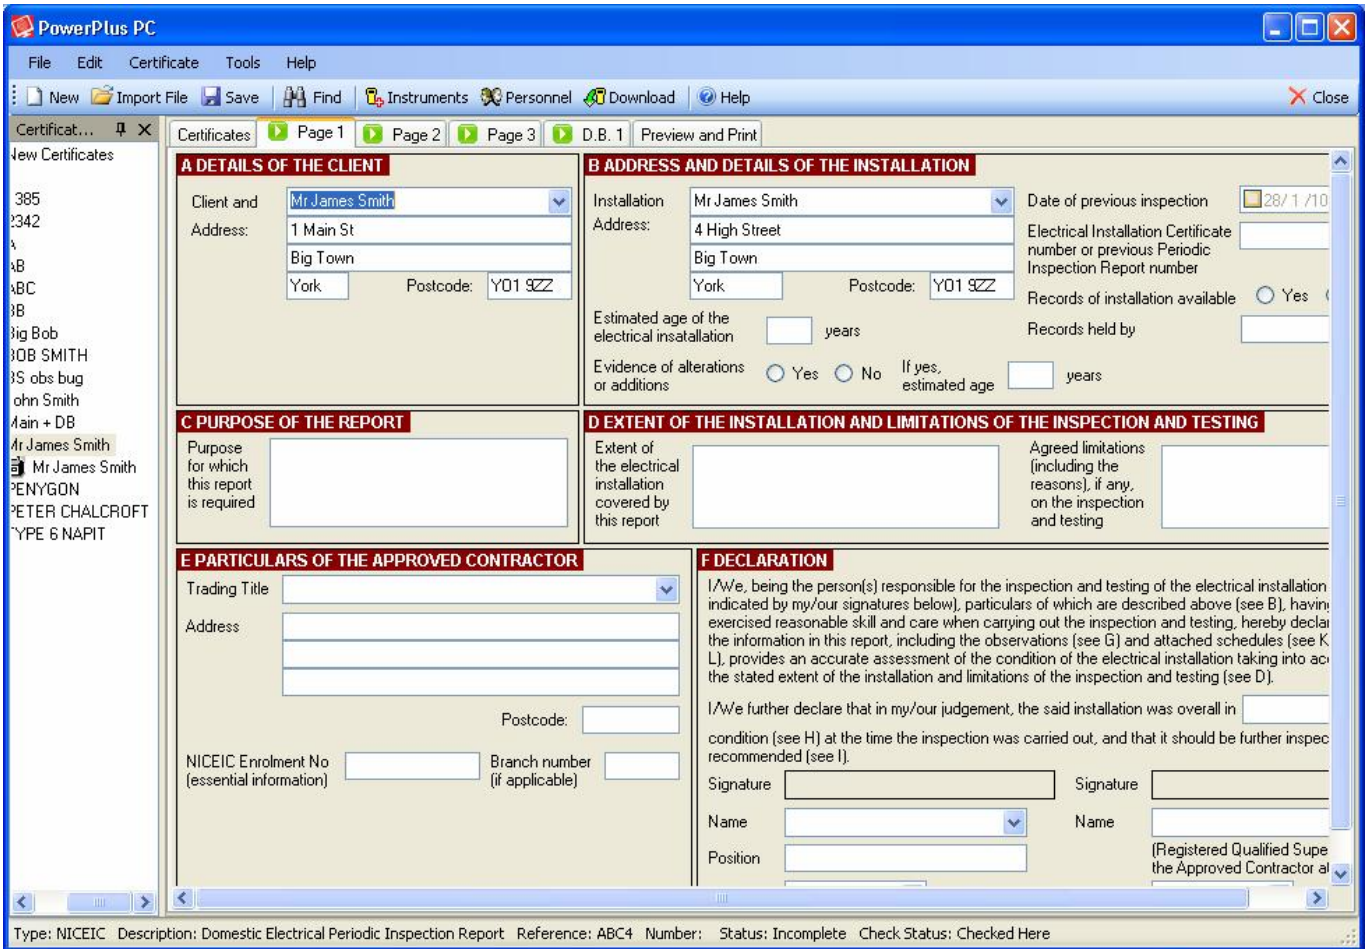 PowerPlus PC
File Edit Certificate Tools Help
New Import File Save Find Instruments Personnel Download Help Close
Certificat...
Certificates Page 1 Page 2 Page 3 D.B. 1 Preview and Print
New Certificates
385
2342
A
AB
ABC
BB
Big Bob
BOB SMITH
BS obs bug
John Smith
Main + DB
Mr James Smith
Mr James Smith
PENYGON
PETER CHALCROFT
TYPE 6 NAPIT
A DETAILS OF THE CLIENT
Client and
Address:
Mr James Smith
1 Main St
Big Town
York Postcode: YO1 9ZZ
B ADDRESS AND DETAILS OF THE INSTALLATION
Installation
Address:
Mr James Smith
4 High Street
Big Town
York Postcode: YO1 9ZZ
Estimated age of the
electrical insatallation years
Evidence of alterations
or additions Yes No
If yes,
estimated age years
Date of previous inspection 28/ 1 /10
Electrical Installation Certificate
number or previous Periodic
Inspection Report number
Records of installation available Yes
Records held by
C PURPOSE OF THE REPORT
Purpose
for which
this report
is required
D EXTENT OF THE INSTALLATION AND LIMITATIONS OF THE INSPECTION AND TESTING
Extent of
the electrical
installation
covered by
this report
Agreed limitations
(including the
reasons), if any,
on the inspection
and testing
E PARTICULARS OF THE APPROVED CONTRACTOR
Trading Title
Address
Postcode:
NICEIC Enrolment No
(essential information)
Branch number
(if applicable)
F DECLARATION
I/We, being the person(s) responsible for the inspection and testing of the electrical installation
indicated by my/our signatures below), particulars of which are described above (see B), having
exercised reasonable skill and care when carrying out the inspection and testing, hereby declar
the information in this report, including the observations (see G) and attached schedules (see K
L), provides an accurate assessment of the condition of the electrical installation taking into acc
the stated extent of the installation and limitations of the inspection and testing (see D).
I/We further declare that in my/our judgement, the said installation was overall in
condition (see H) at the time the inspection was carried out, and that it should be further inspec
recommended (see I).
Signature Signature
Name Name
Position
(Registered Qualified Supe
the Approved Contractor at
Type: NICEIC Description: Domestic Electrical Periodic Inspection Report Reference: ABC4 Number: Status: Incomplete Check Status: Checked Here